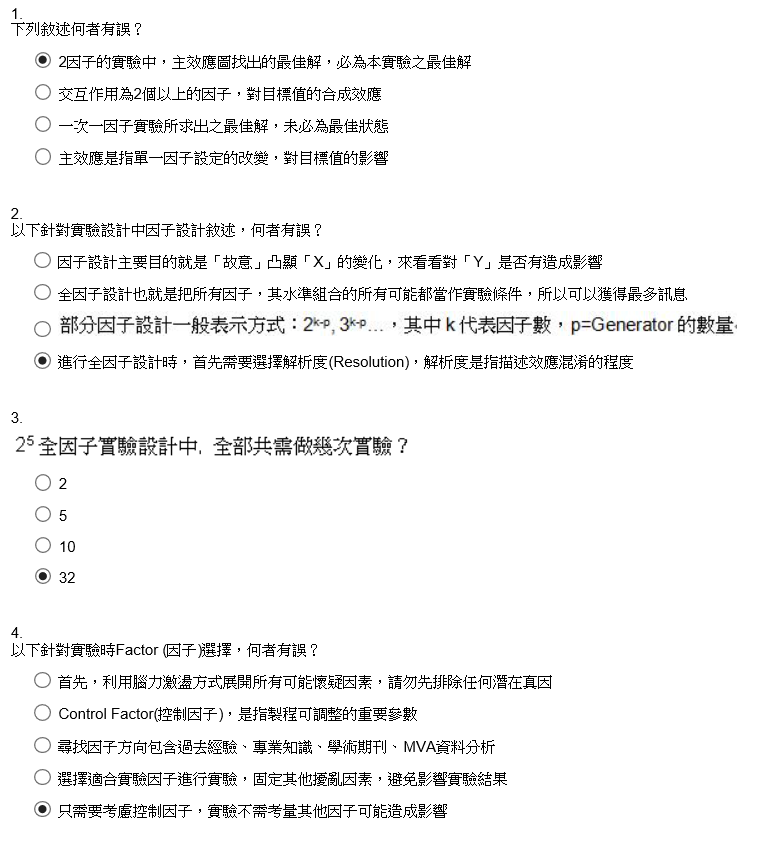 1.
下列敘述何者有誤？
2因子的實驗中，主效應圖找出的最佳解，必為本實驗之最佳解
交互作用為2個以上的因子，對目標值的合成效應
一次一因子實驗所求出之最佳解，未必為最佳狀態
主效應是指單一因子設定的改變，對目標值的影響
2.
以下針對實驗設計中因子設計敘述，何者有誤？
因子設計主要目的就是「故意」凸顯「X」的變化，來看看對「Y」是否有造成影響
全因子設計也就是把所有因子，其水準組合的所有可能都當作實驗條件，所以可以獲得最多訊息
部分因子設計一般表示方式：2ᵏ⁻ᵖ, 3ᵏ⁻ᵖ...，其中 k 代表因子數，p=Generator 的數量
進行全因子設計時，首先需要選擇解析度(Resolution)，解析度是指描述效應混淆的程度
3.
2⁵ 全因子實驗設計中, 全部共需做幾次實驗？
2
5
10
32
4.
以下針對實驗時Factor (因子)選擇，何者有誤？
首先，利用腦力激盪方式展開所有可能懷疑因素，請勿先排除任何潛在真因
Control Factor(控制因子)，是指製程可調整的重要參數
尋找因子方向包含過去經驗、專業知識、學術期刊、MVA資料分析
選擇適合實驗因子進行實驗，固定其他擾亂因素，避免影響實驗結果
只需要考慮控制因子，實驗不需考量其他因子可能造成影響